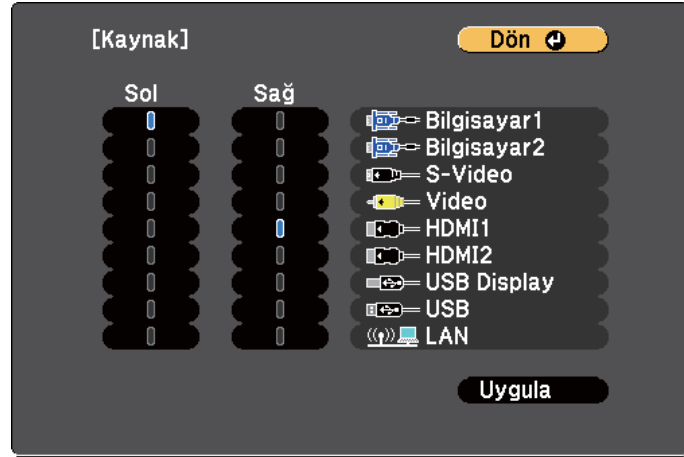 [Kaynak] Dön
Sol Sağ
Bilgisayar1
Bilgisayar2
S-Video
Video
HDMI1
HDMI2
USB Display
USB
LAN
Uygula